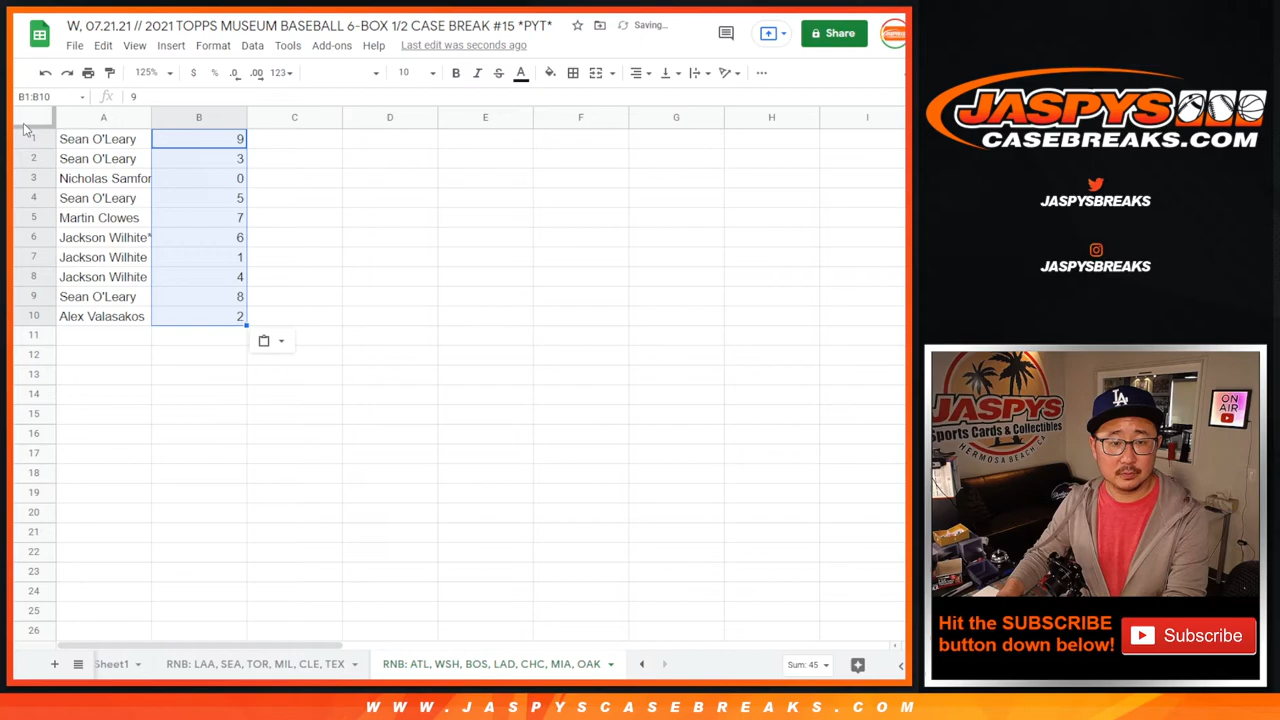 W, 07.21.21 // 2021 TOPPS MUSEUM BASEBALL 6-BOX 1/2 CASE BREAK #15 *PYT*
Saving...
Share
File Edit View Insert Format Data Tools Add-ons Help Last edit was seconds ago
125% $ % .0 .00 123 10 B I S A
B1:B10 fx 9
A B C D E F G H I
1 Sean O'Leary 9
2 Sean O'Leary 3
3 Nicholas Samfor 0
4 Sean O'Leary 5
5 Martin Clowes 7
6 Jackson Wilhite* 6
7 Jackson Wilhite 1
8 Jackson Wilhite 4
9 Sean O'Leary 8
10 Alex Valasakos 2
11
12
13
14
15
16
17
18
19
20
21
22
23
24
25
26
Sheet1 RNB: LAA, SEA, TOR, MIL, CLE, TEX RNB: ATL, WSH, BOS, LAD, CHC, MIA, OAK Sum: 45
JASPYS
CASEBREAKS.COM
JASPYSBREAKS
JASPYSBREAKS
JASPYS
Sports Cards & Collectibles
HERMOSA BEACH CA
ON
AIR
LA
Hit the SUBSCRIBE
button down below!
Subscribe
WWW.JASPYSCASEBREAKS.COM